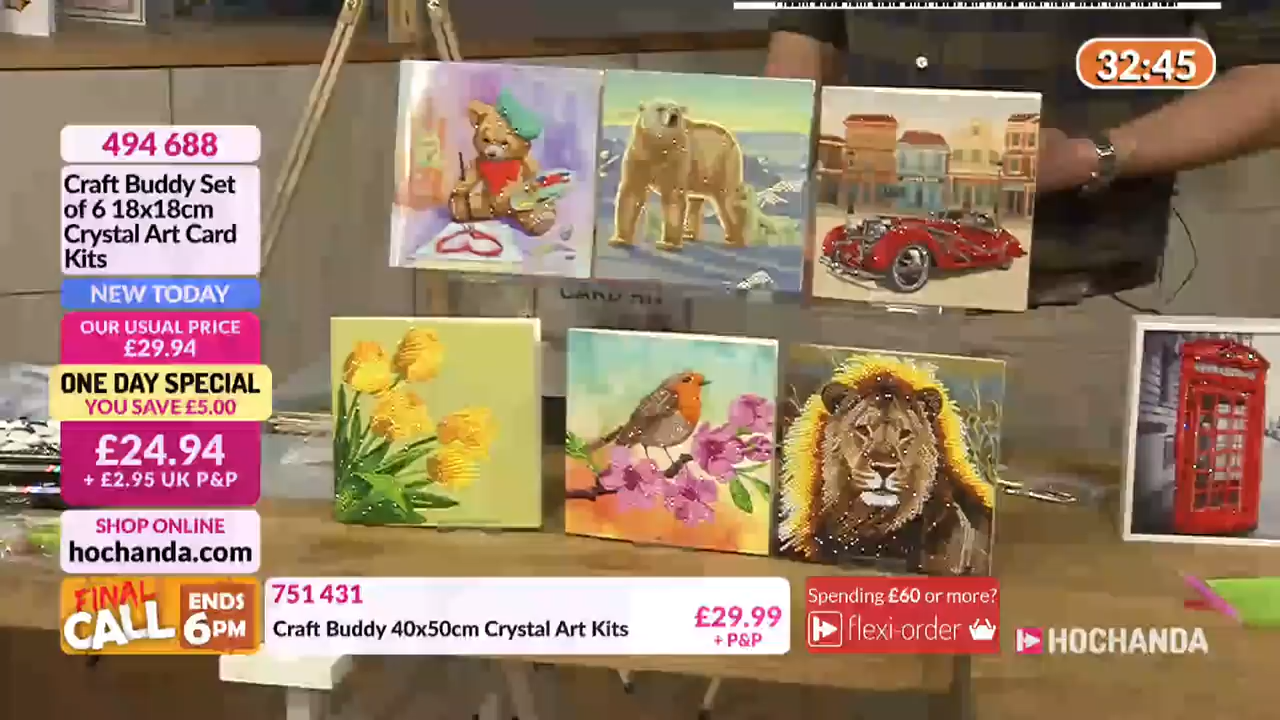 32:45
494 688
Craft Buddy Set
of 6 18x18cm
Crystal Art Card
Kits
NEW TODAY
OUR USUAL PRICE
£29.94
ONE DAY SPECIAL
YOU SAVE £5.00
£24.94
+ £2.95 UK P&P
SHOP ONLINE
hochanda.com
FINAL
CALL
ENDS
6PM
751 431
Craft Buddy 40x50cm Crystal Art Kits
£29.99
+ P&P
Spending £60 or more?
flexi-order
HOCHANDA